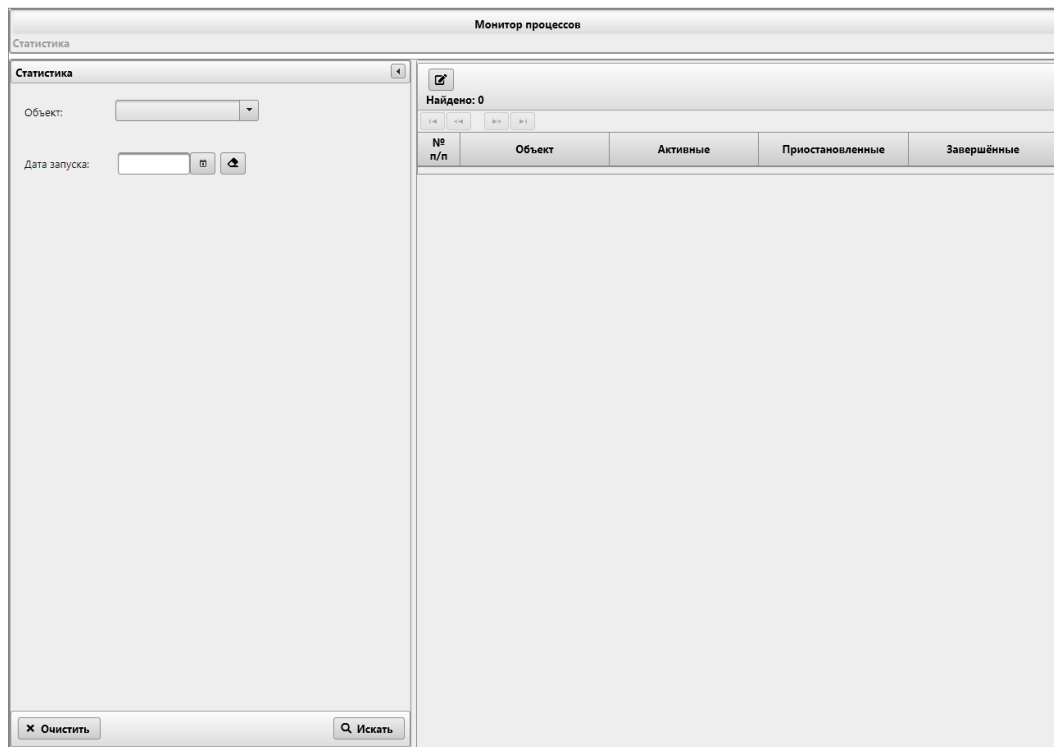 Монитор процессов
Статистика
Статистика
Объект:
Дата запуска:
Очистить
Искать
Найдено: 0
№ п/п
Объект
Активные
Приостановленные
Завершённые